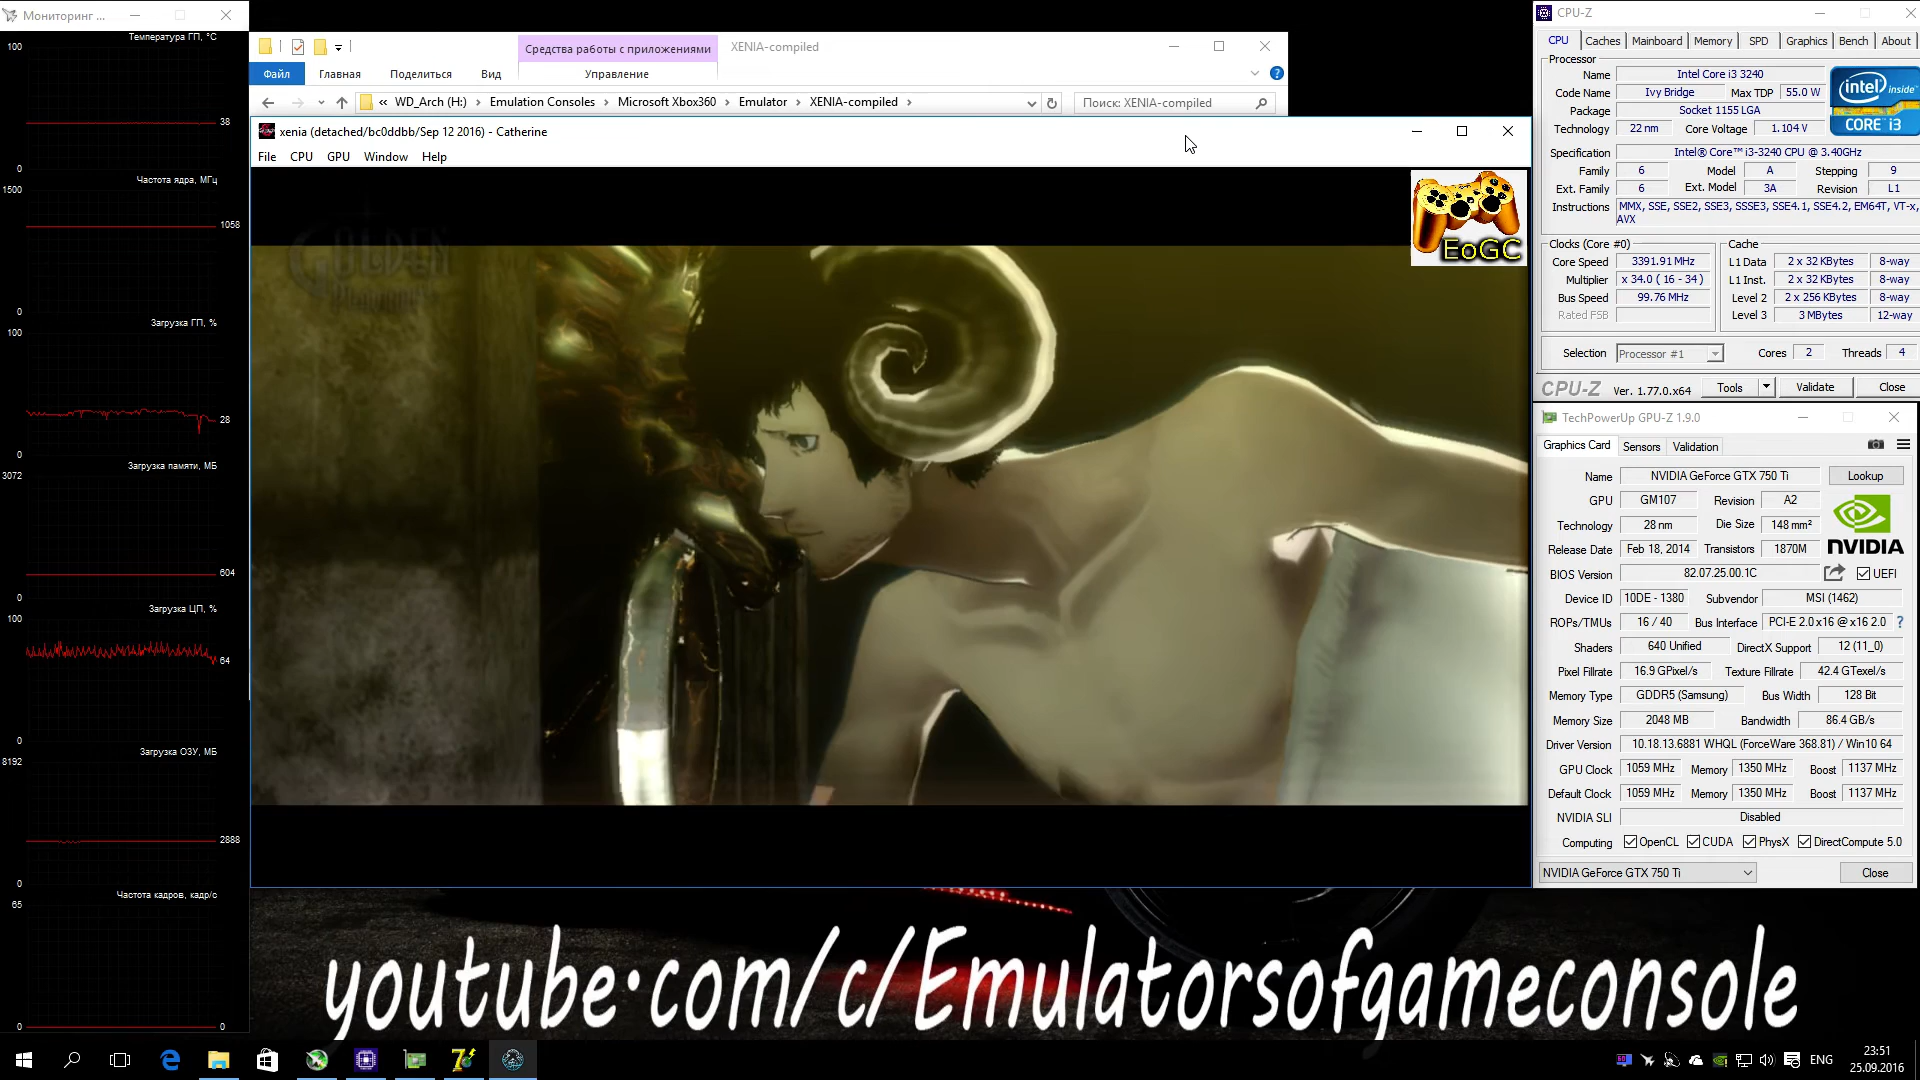 Мониторинг ...
Температура ГП, °C
100
38
0
Частота ядра, МГц
1500
1058
0
Загрузка ГП, %
100
28
0
Загрузка памяти, МБ
3072
604
0
Загрузка ЦП, %
100
64
0
Загрузка ОЗУ, МБ
8192
2888
0
Частота кадров, кадр/с
65
0
0
Средства работы с приложениями
XENIA-compiled
Файл
Главная
Поделиться
Вид
Управление
« WD_Arch (H:) › Emulation Consoles › Microsoft Xbox360 › Emulator › XENIA-compiled ›
Поиск: XENIA-compiled
xenia (detached/bc0ddbb/Sep 12 2016) - Catherine
File CPU GPU Window Help
GOLDEN
EoGC
CPU-Z
CPU Caches Mainboard Memory SPD Graphics Bench About
Processor
Name Intel Core i3 3240
Code Name Ivy Bridge Max TDP 55.0 W
Package Socket 1155 LGA
Technology 22 nm Core Voltage 1.104 V
intel inside
CORE i3
Specification Intel® Core™ i3-3240 CPU @ 3.40GHz
Family 6 Model A Stepping 9
Ext. Family 6 Ext. Model 3A Revision L1
Instructions MMX, SSE, SSE2, SSE3, SSSE3, SSE4.1, SSE4.2, EM64T, VT-x,
AVX
Clocks (Core #0)
Core Speed 3391.91 MHz
Multiplier x 34.0 ( 16 - 34 )
Bus Speed 99.76 MHz
Rated FSB
Cache
L1 Data 2 x 32 KBytes 8-way
L1 Inst. 2 x 32 KBytes 8-way
Level 2 2 x 256 KBytes 8-way
Level 3 3 MBytes 12-way
Selection Processor #1 Cores 2 Threads 4
CPU-Z Ver. 1.77.0.x64 Tools Validate Close
TechPowerUp GPU-Z 1.9.0
Graphics Card Sensors Validation
Name NVIDIA GeForce GTX 750 Ti Lookup
GPU GM107 Revision A2
Technology 28 nm Die Size 148 mm²
Release Date Feb 18, 2014 Transistors 1870M
NVIDIA
BIOS Version 82.07.25.00.1C UEFI
Device ID 10DE - 1380 Subvendor MSI (1462)
ROPs/TMUs 16 / 40 Bus Interface PCI-E 2.0 x16 @ x16 2.0 ?
Shaders 640 Unified DirectX Support 12 (11_0)
Pixel Fillrate 16.9 GPixel/s Texture Fillrate 42.4 GTexel/s
Memory Type GDDR5 (Samsung) Bus Width 128 Bit
Memory Size 2048 MB Bandwidth 86.4 GB/s
Driver Version 10.18.13.6881 WHQL (ForceWare 368.81) / Win10 64
GPU Clock 1059 MHz Memory 1350 MHz Boost 1137 MHz
Default Clock 1059 MHz Memory 1350 MHz Boost 1137 MHz
NVIDIA SLI Disabled
Computing OpenCL CUDA PhysX DirectCompute 5.0
NVIDIA GeForce GTX 750 Ti Close
youtube.com/c/Emulatorsofgameconsole
ENG
23:51
25.09.2016